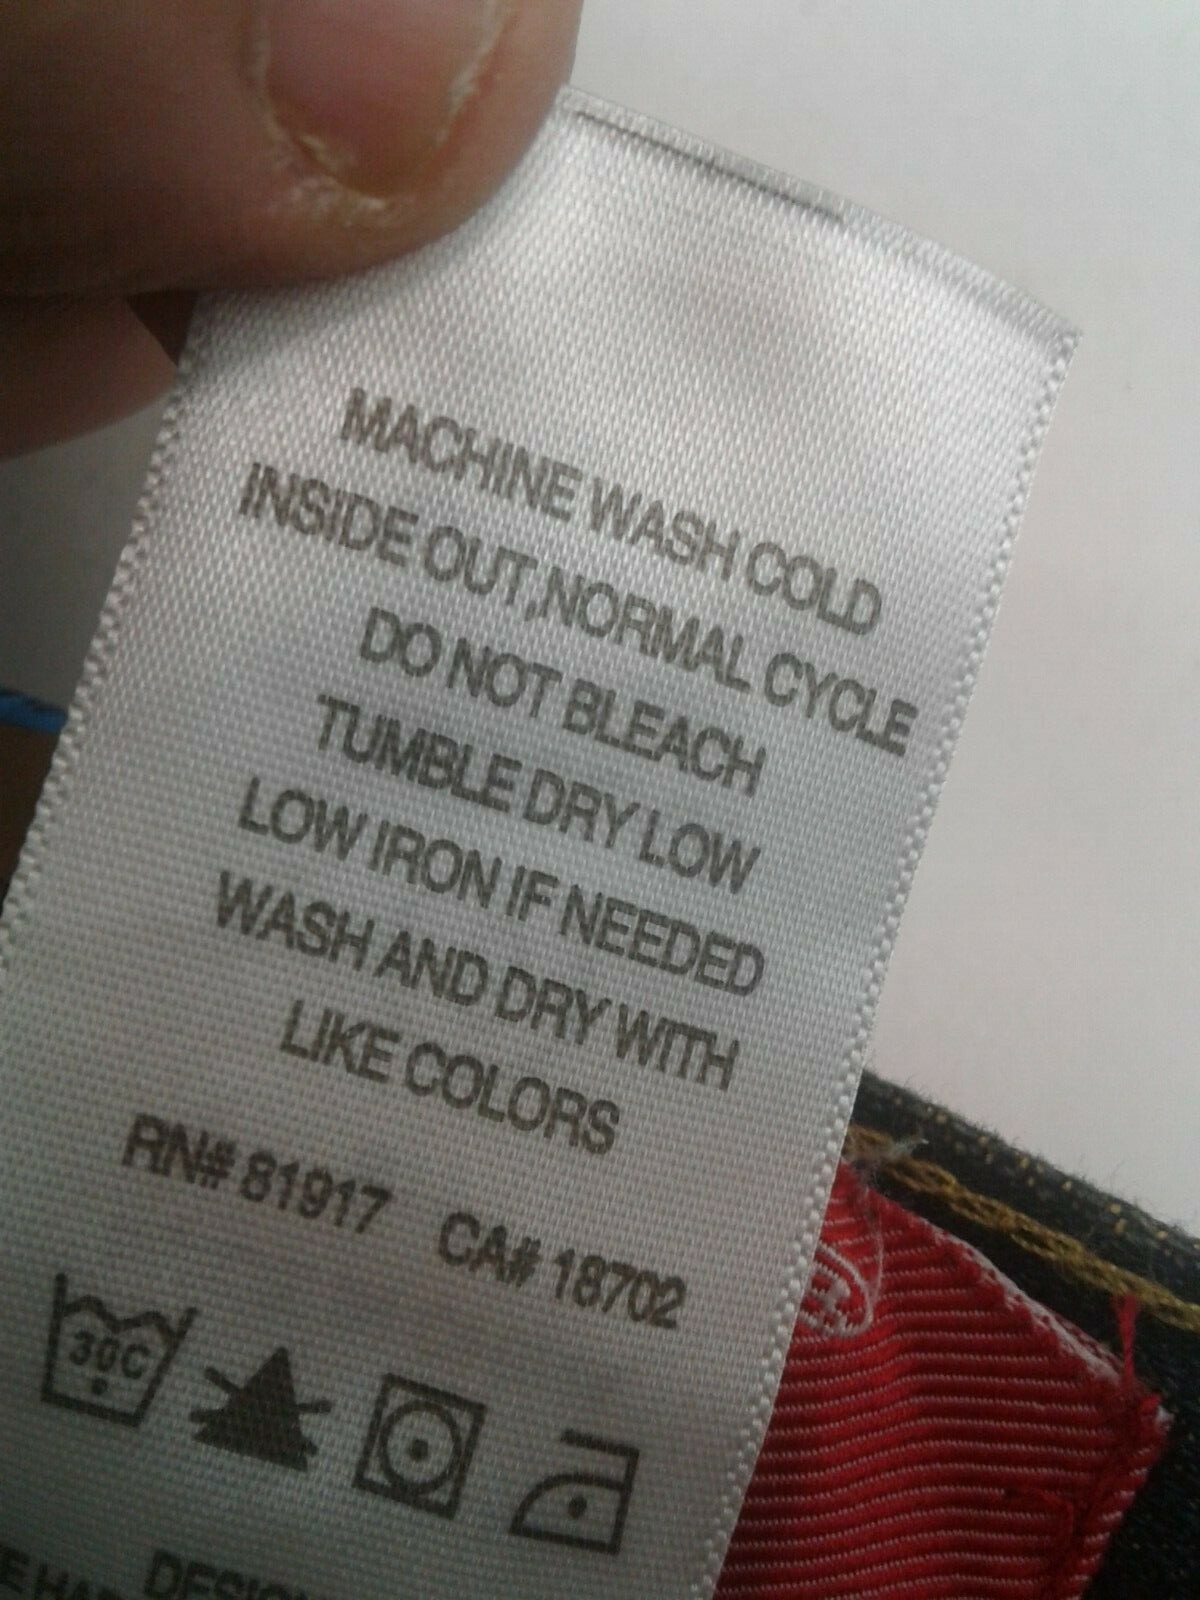 MACHINE WASH COLD
INSIDE OUT,NORMAL CYCLE
DO NOT BLEACH
TUMBLE DRY LOW
LOW IRON IF NEEDED
WASH AND DRY WITH
LIKE COLORS
RN# 81917 CA# 18702
30C